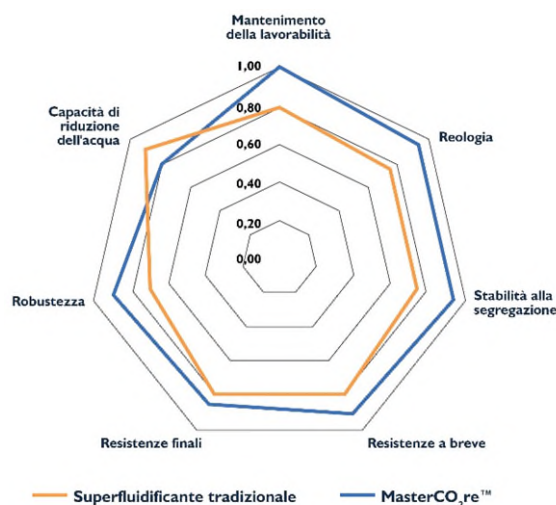 Mantenimento
della lavorabilità
1,00
Capacità di
riduzione
dell'acqua
0,80
Reologia
0,60
0,40
0,20
0,00
Robustezza
Stabilità alla
segregazione
Resistenze finali
Resistenze a breve
Superfluidificante tradizionale
MasterCO₂re™